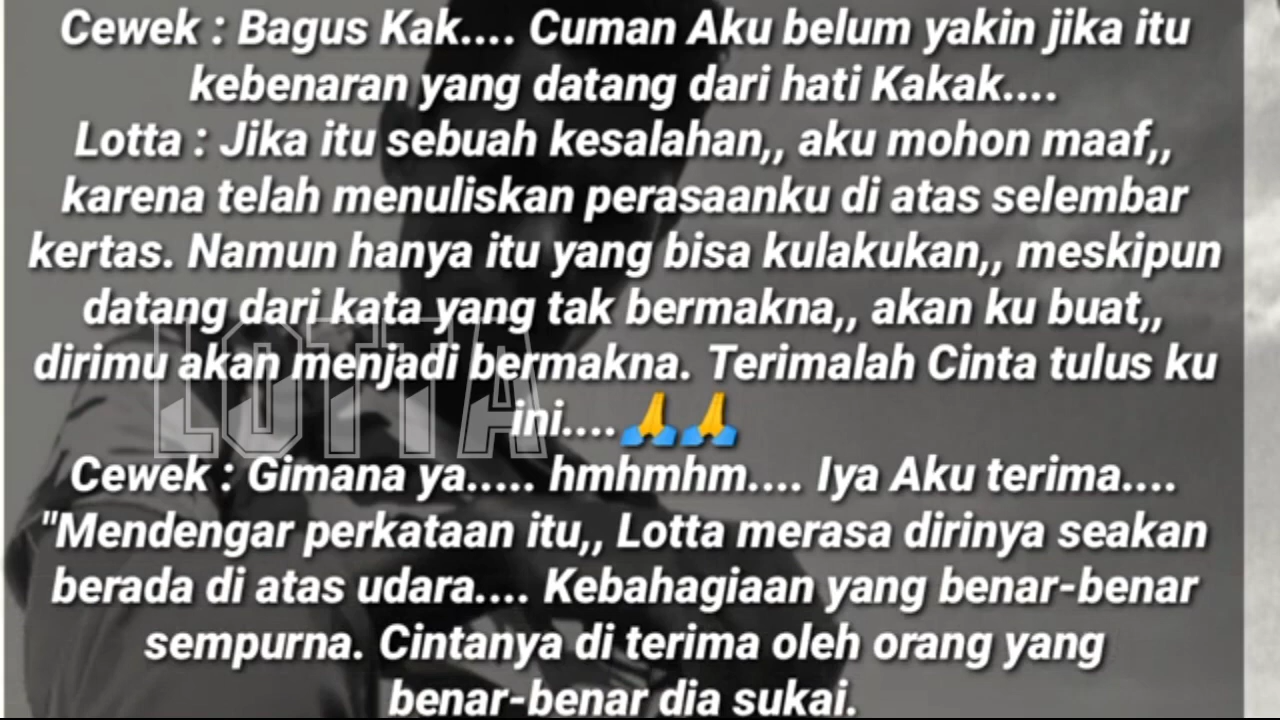 Cewek : Bagus Kak.... Cuman Aku belum yakin jika itu
kebenaran yang datang dari hati Kakak....
Lotta : Jika itu sebuah kesalahan,, aku mohon maaf,,
karena telah menuliskan perasaanku di atas selembar
kertas. Namun hanya itu yang bisa kulakukan,, meskipun
datang dari kata yang tak bermakna,, akan ku buat,,
dirimu akan menjadi bermakna. Terimalah Cinta tulus ku
ini....🙏🙏
LOTTA
Cewek : Gimana ya..... hmhmhm.... Iya Aku terima....
"Mendengar perkataan itu,, Lotta merasa dirinya seakan
berada di atas udara.... Kebahagiaan yang benar-benar
sempurna. Cintanya di terima oleh orang yang
benar-benar dia sukai.